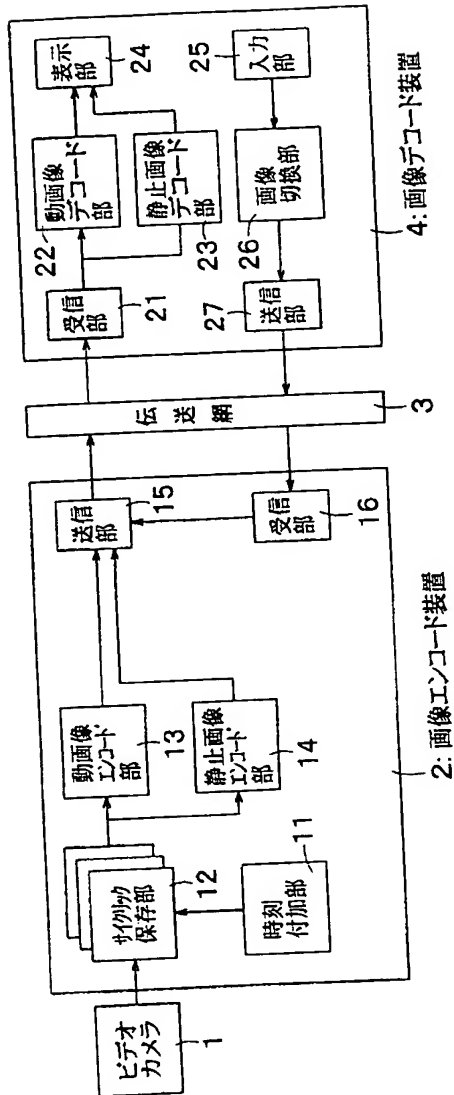 ビデオ
カメラ
1
サイクリック
保存部
12
時刻
付加部
11
動画像
エンコード
部
13
静止画像
エンコード
部
14
送信
部
15
受信
部
16
2: 画像エンコード装置
伝送網
3
受信
部
21
動画像
デコード
部
22
静止画像
デコード
部
23
表示
部
24
入力
部
25
画像
切換部
26
送信
部
27
4: 画像デコード装置